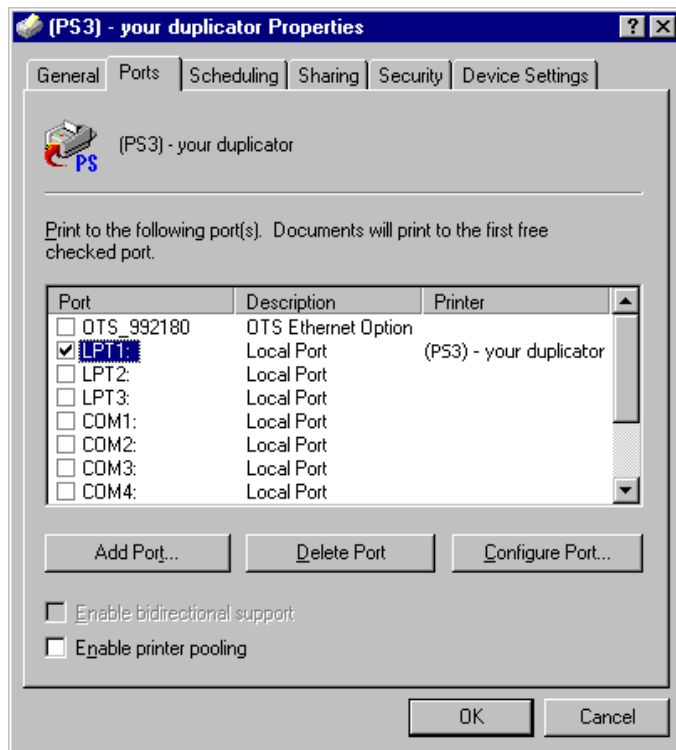 (PS3) - your duplicator Properties
General Ports Scheduling Sharing Security Device Settings
PS (PS3) - your duplicator
Print to the following port(s). Documents will print to the first free
checked port.
Port Description Printer
OTS_992180 OTS Ethernet Option
LPT1: Local Port (PS3) - your duplicator
LPT2: Local Port
LPT3: Local Port
COM1: Local Port
COM2: Local Port
COM3: Local Port
COM4: Local Port
Add Port... Delete Port Configure Port...
Enable bidirectional support
Enable printer pooling
OK Cancel